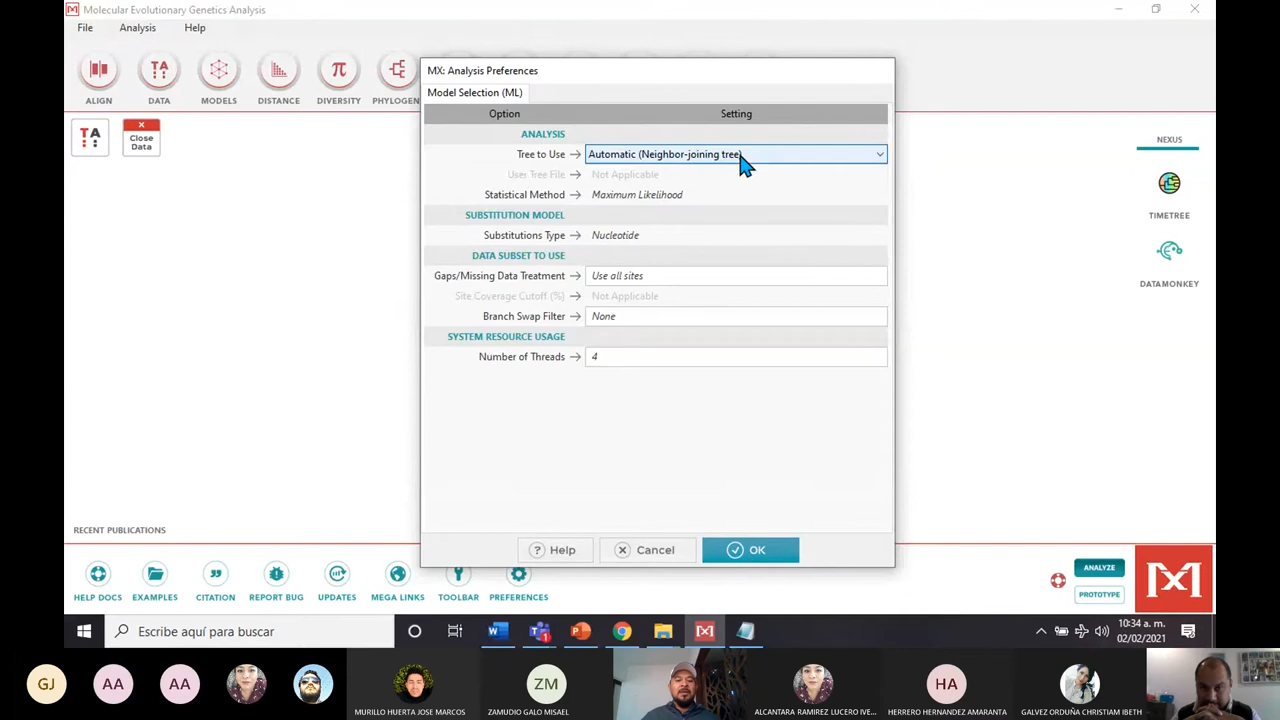 Molecular Evolutionary Genetics Analysis
File Analysis Help
ALIGN DATA MODELS DISTANCE DIVERSITY PHYLOGEN
TA
Close
Data
MX: Analysis Preferences
Model Selection (ML)
Option Setting
ANALYSIS
Tree to Use → Automatic (Neighbor-joining tree)
User Tree File → Not Applicable
Statistical Method → Maximum Likelihood
SUBSTITUTION MODEL
Substitutions Type → Nucleotide
DATA SUBSET TO USE
Gaps/Missing Data Treatment → Use all sites
Site Coverage Cutoff (%) → Not Applicable
Branch Swap Filter → None
SYSTEM RESOURCE USAGE
Number of Threads → 4
Help Cancel OK
NEXUS
TIMETREE
DATAMONKEY
RECENT PUBLICATIONS
HELP DOCS EXAMPLES CITATION REPORT BUG UPDATES MEGA LINKS TOOLBAR PREFERENCES
ANALYZE
PROTOTYPE
Escribe aquí para buscar
10:34 a. m.
02/02/2021
GJ AA AA ZM HA
MURILLO HUERTA JOSE MARCOS ZAMUDIO GALO MISAEL ALCANTARA RAMIREZ LUCERO IVE... HERRERO HERNANDEZ AMARANTA GALVEZ ORDUÑA CHRISTIAM IBETH